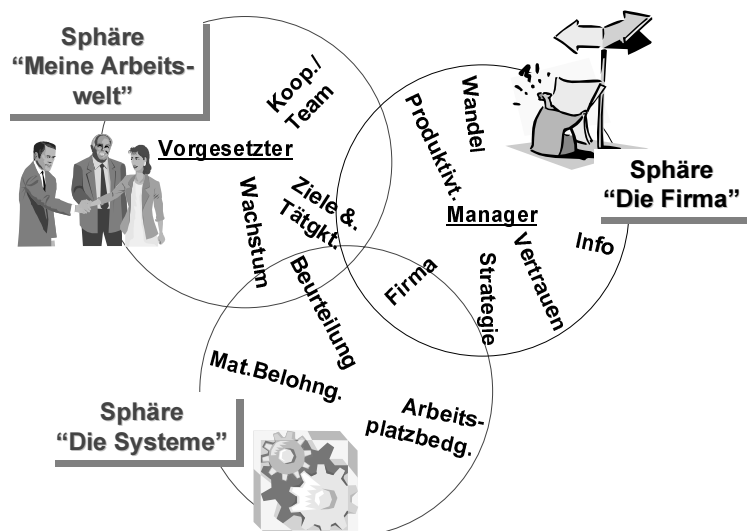 Sphäre
“Meine Arbeits-
welt”
Koop./
Team
Vorgesetzter
Wachstum
Ziele &.
Tätgkt.
Beurteilung
Wandel
Produktivt.
Manager
Sphäre
“Die Firma”
Info
Vertrauen
Strategie
Firma
Mat.Belohng.
Arbeits-
platzbedg.
Sphäre
“Die Systeme”